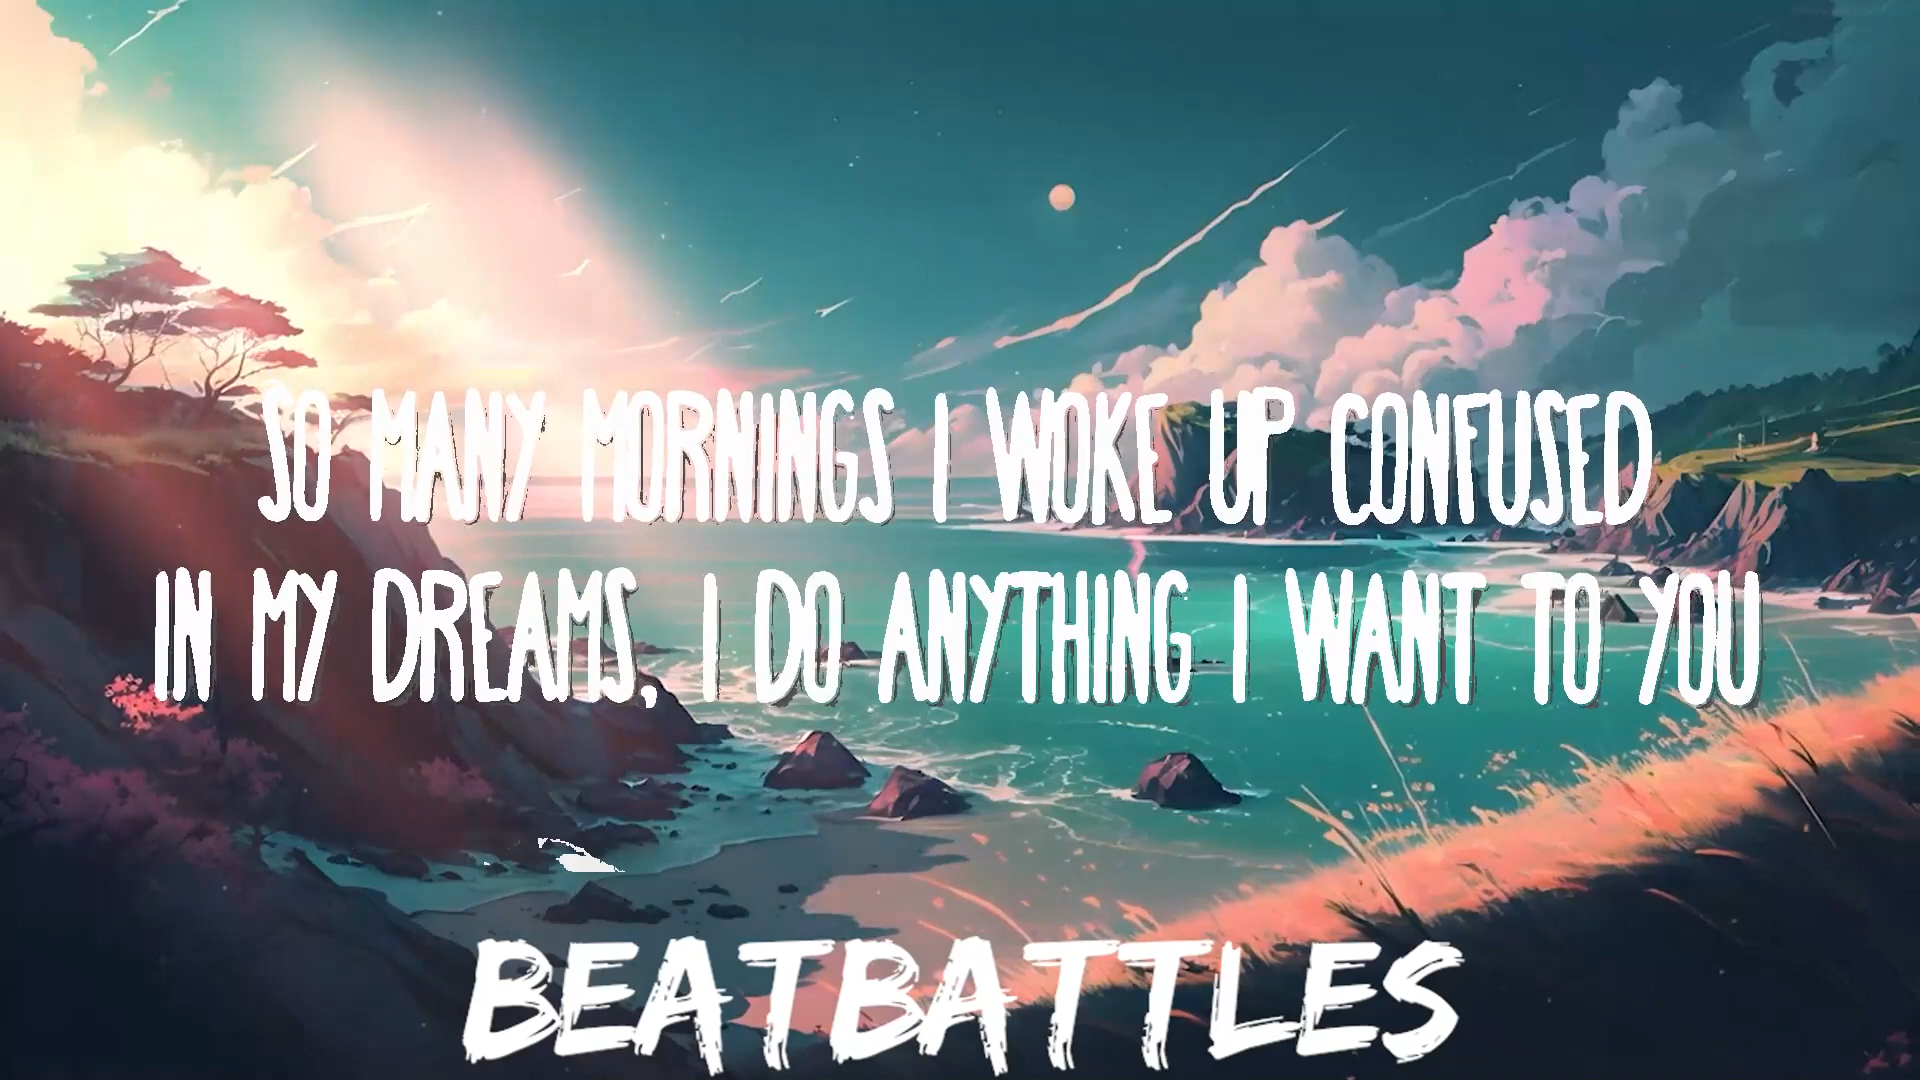 SO MANY MORNINGS I WOKE UP CONFUSED
IN MY DREAMS, I DO ANYTHING I WANT TO YOU
BEATBATTLES